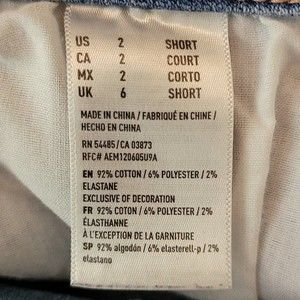 US 2 SHORT
CA 2 COURT
MX 2 CORTO
UK 6 SHORT
MADE IN CHINA / FABRIQUÉ EN CHINE /
HECHO EN CHINA
RN 54485/CA 03873
RFC# AEM120605U9A
EN 92% COTTON / 6% POLYESTER / 2%
ELASTANE
EXCLUSIVE OF DECORATION
FR 92% COTON / 6% POLYESTER / 2%
ÉLASTHANNE
À L'EXCEPTION DE LA GARNITURE
SP 92% algodón / 6% elasterell-p / 2%
elastano